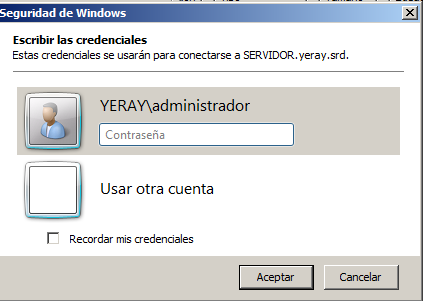 Seguridad de Windows
Escribir las credenciales
Estas credenciales se usarán para conectarse a SERVIDOR.yeray.srd.
YERAY\administrador
Contraseña
Usar otra cuenta
Recordar mis credenciales
Aceptar
Cancelar